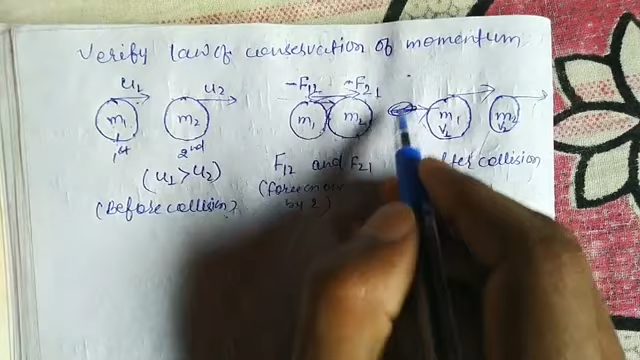 Verify law of conservation of momentum
u1 u2 -F12 -F21
m1 m2 m1 m2 m1 m2
v1 v2
1st 2nd
(u1 > u2) F12 and F21 collision
(Before collision) (force on
by 2)